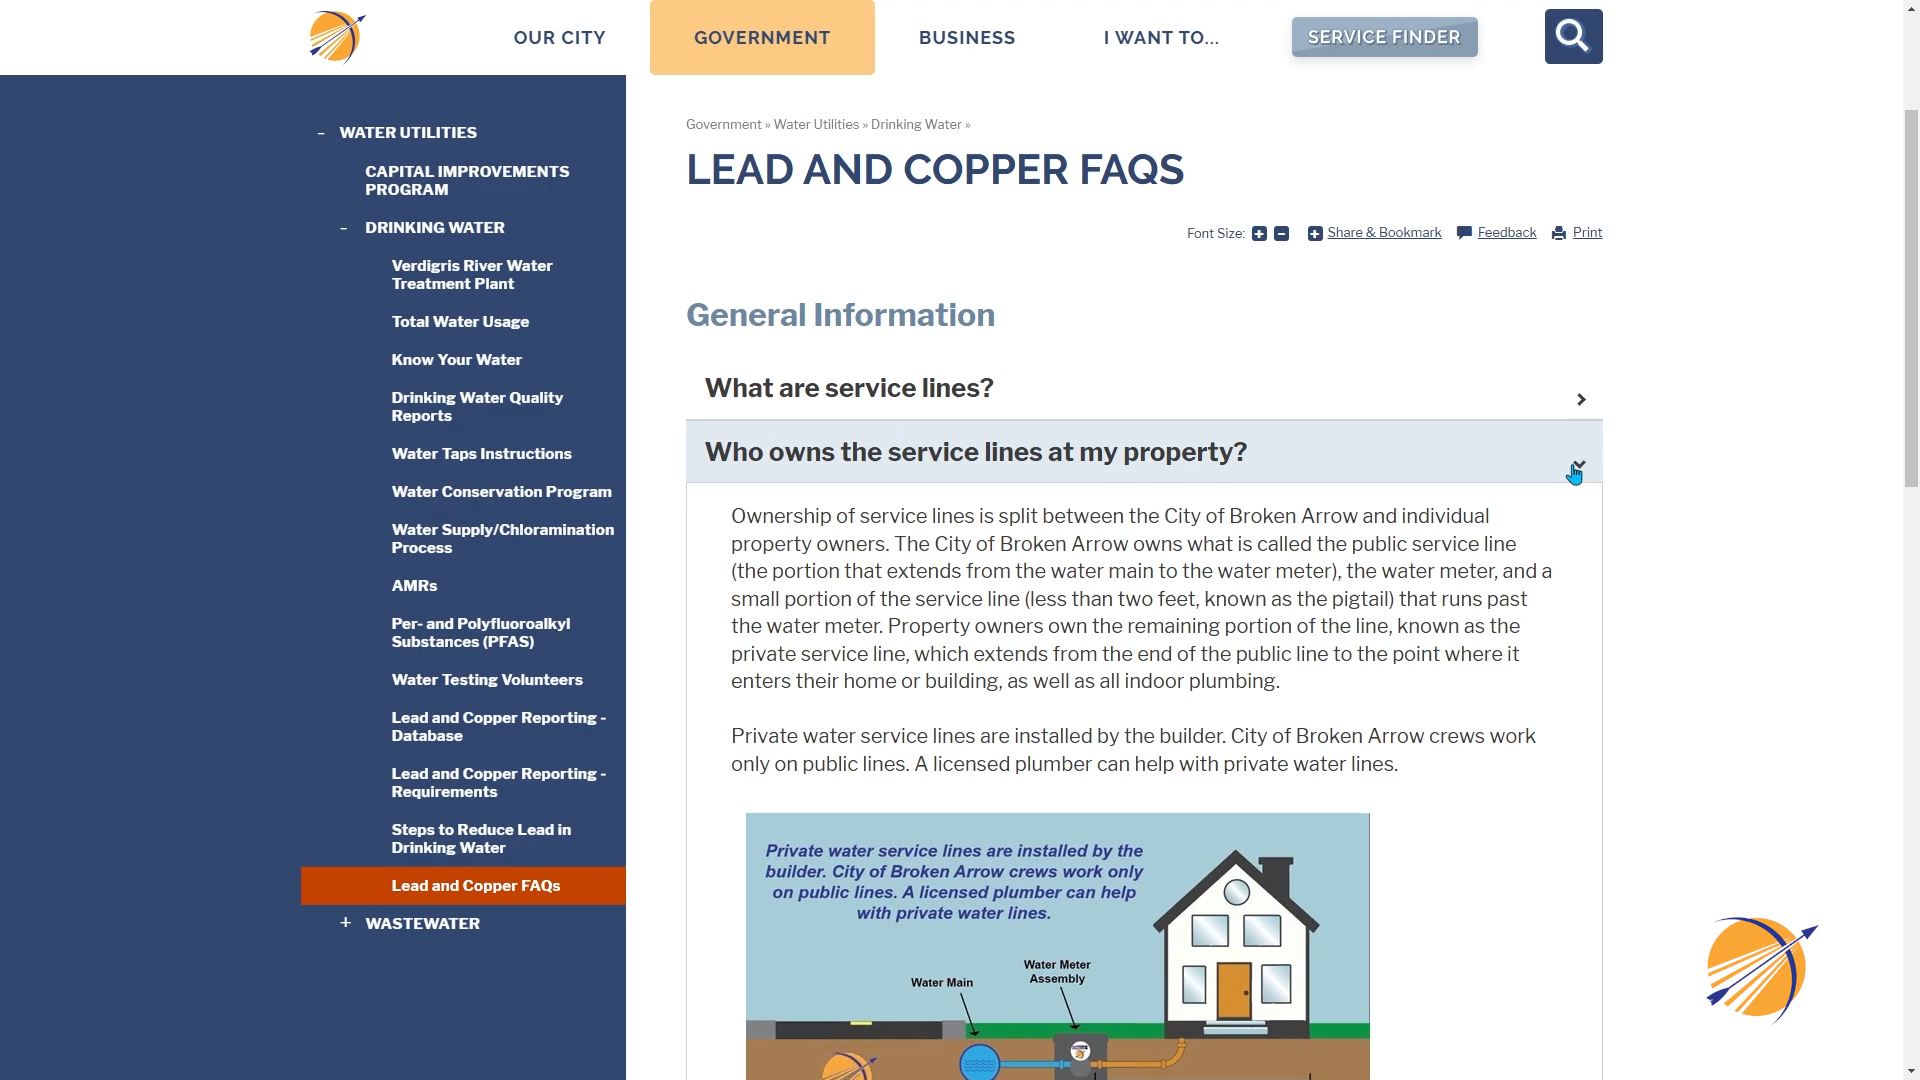 OUR CITY
GOVERNMENT
BUSINESS
I WANT TO...
SERVICE FINDER
– WATER UTILITIES
CAPITAL IMPROVEMENTS
PROGRAM
– DRINKING WATER
Verdigris River Water
Treatment Plant
Total Water Usage
Know Your Water
Drinking Water Quality
Reports
Water Taps Instructions
Water Conservation Program
Water Supply/Chloramination
Process
AMRs
Per- and Polyfluoroalkyl
Substances (PFAS)
Water Testing Volunteers
Lead and Copper Reporting -
Database
Lead and Copper Reporting -
Requirements
Steps to Reduce Lead in
Drinking Water
Lead and Copper FAQs
+ WASTEWATER
Government » Water Utilities » Drinking Water »
LEAD AND COPPER FAQS
Font Size: + - + Share & Bookmark Feedback Print
General Information
What are service lines?
Who owns the service lines at my property?
Ownership of service lines is split between the City of Broken Arrow and individual
property owners. The City of Broken Arrow owns what is called the public service line
(the portion that extends from the water main to the water meter), the water meter, and a
small portion of the service line (less than two feet, known as the pigtail) that runs past
the water meter. Property owners own the remaining portion of the line, known as the
private service line, which extends from the end of the public line to the point where it
enters their home or building, as well as all indoor plumbing.
Private water service lines are installed by the builder. City of Broken Arrow crews work
only on public lines. A licensed plumber can help with private water lines.
Private water service lines are installed by the
builder. City of Broken Arrow crews work only
on public lines. A licensed plumber can help
with private water lines.
Water Main
Water Meter
Assembly